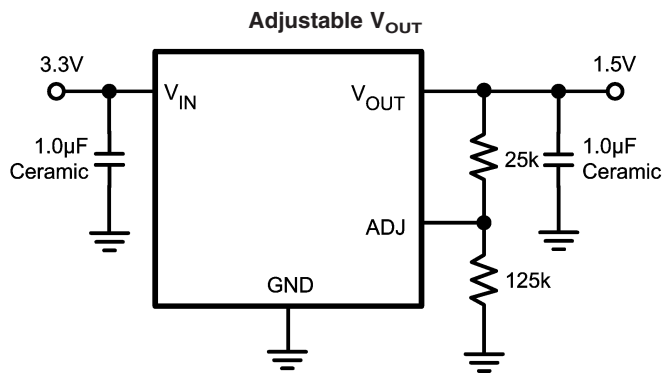 Adjustable VOUT
3.3V
1.5V
VIN
VOUT
1.0µF
Ceramic
25k
1.0µF
Ceramic
ADJ
GND
125k